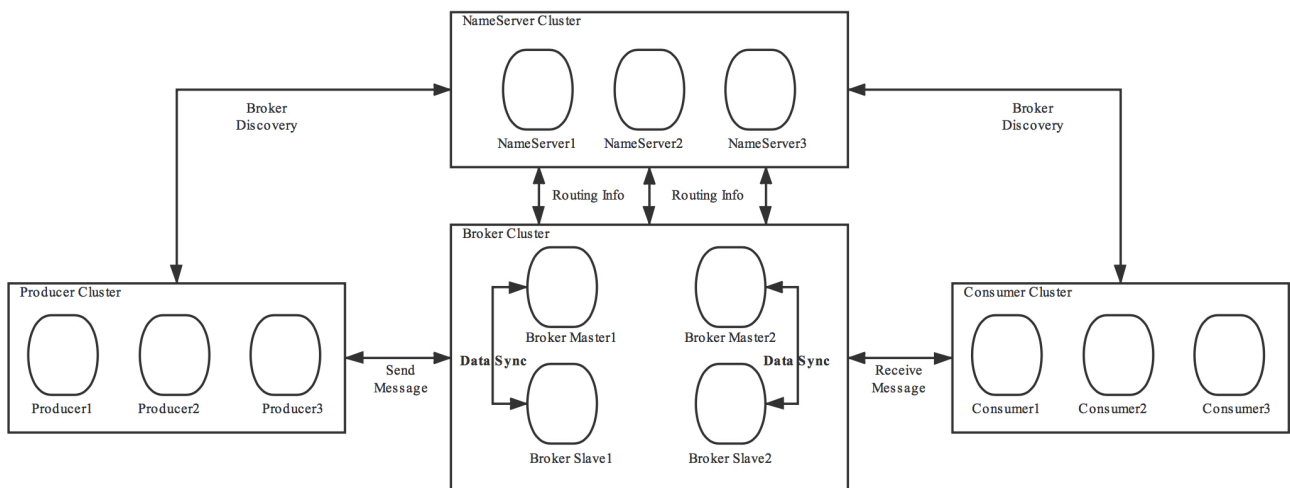 NameServer Cluster
NameServer1
NameServer2
NameServer3
Broker
Discovery
Broker
Discovery
Routing Info
Routing Info
Broker Cluster
Broker Master1
Broker Master2
Data Sync
Data Sync
Broker Slave1
Broker Slave2
Producer Cluster
Producer1
Producer2
Producer3
Send
Message
Receive
Message
Consumer Cluster
Consumer1
Consumer2
Consumer3